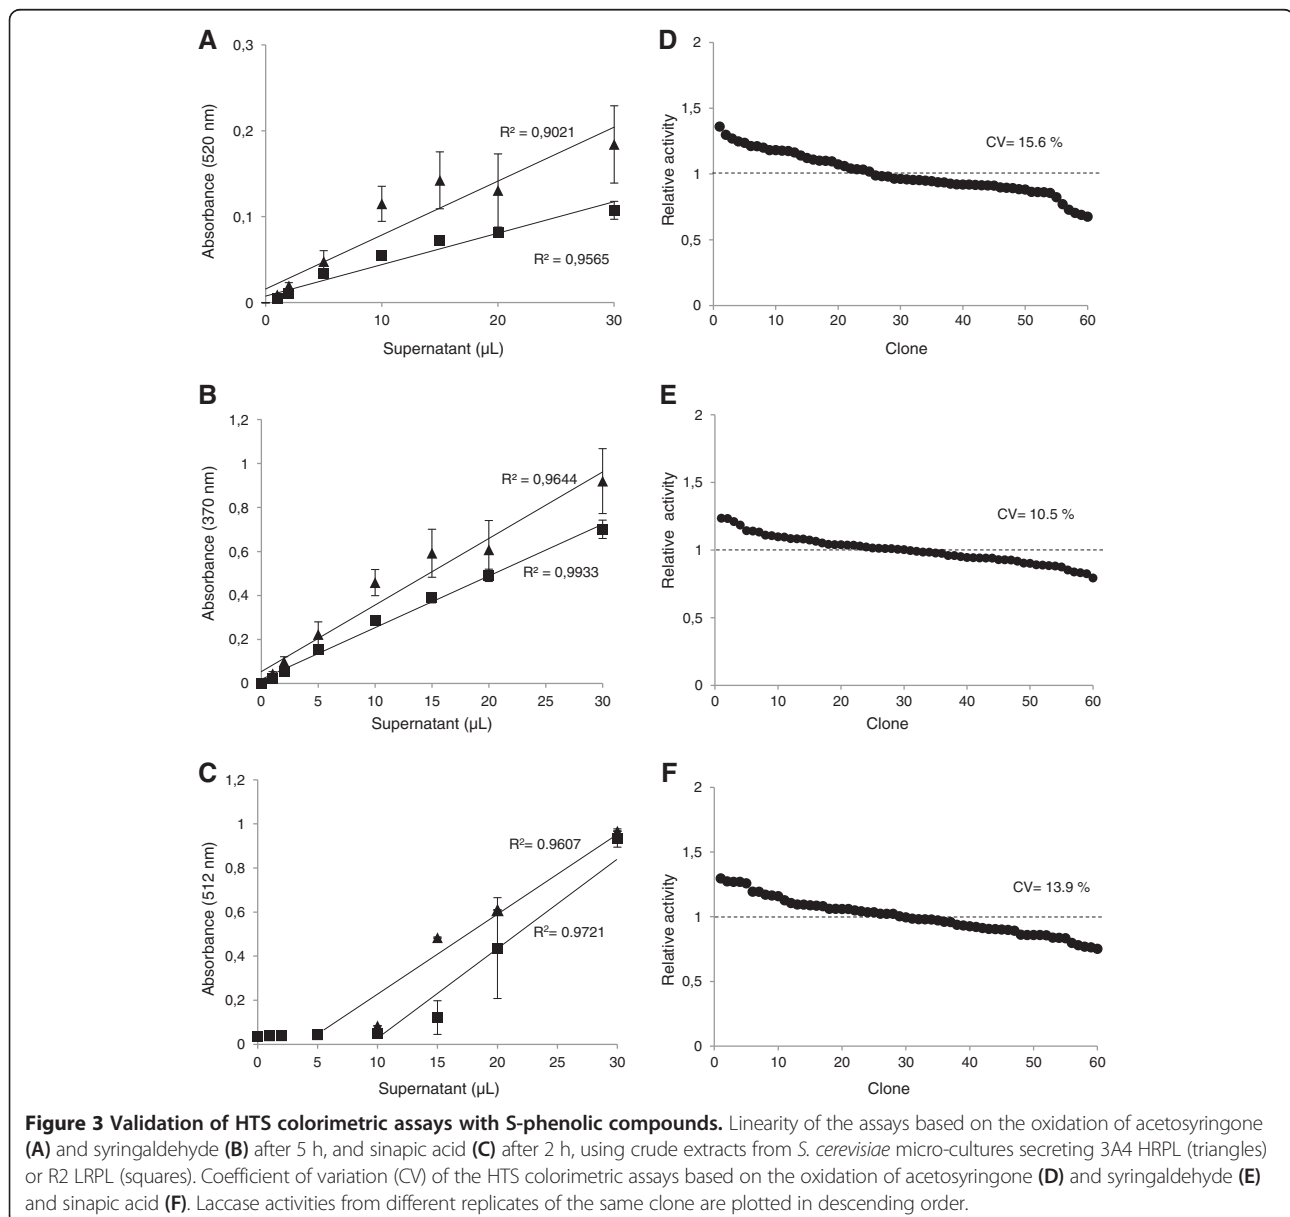 A
0,3
0,2
0,1
0
Absorbance (520 nm)
R² = 0,9021
R² = 0,9565
0 10 20 30
Supernatant (µL)
D
2
1,5
1
0,5
0
Relative activity
CV= 15.6 %
0 10 20 30 40 50 60
Clone
B
1,2
1
0,8
0,6
0,4
0,2
0
Absorbance (370 nm)
R² = 0,9644
R² = 0,9933
0 5 10 15 20 25 30
Supernatant (µL)
E
2
1,5
1
0,5
0
Relative activity
CV= 10.5 %
0 10 20 30 40 50 60
Clone
C
1,2
1
0,8
0,6
0,4
0,2
0
Absorbance (512 nm)
R²= 0.9607
R²= 0.9721
0 5 10 15 20 25 30
Supernatant (µL)
F
2
1,5
1
0,5
0
Relative activity
CV= 13.9 %
0 10 20 30 40 50 60
Clone
Figure 3 Validation of HTS colorimetric assays with S-phenolic compounds. Linearity of the assays based on the oxidation of acetosyringone
(A) and syringaldehyde (B) after 5 h, and sinapic acid (C) after 2 h, using crude extracts from S. cerevisiae micro-cultures secreting 3A4 HRPL (triangles)
or R2 LRPL (squares). Coefficient of variation (CV) of the HTS colorimetric assays based on the oxidation of acetosyringone (D) and syringaldehyde (E)
and sinapic acid (F). Laccase activities from different replicates of the same clone are plotted in descending order.